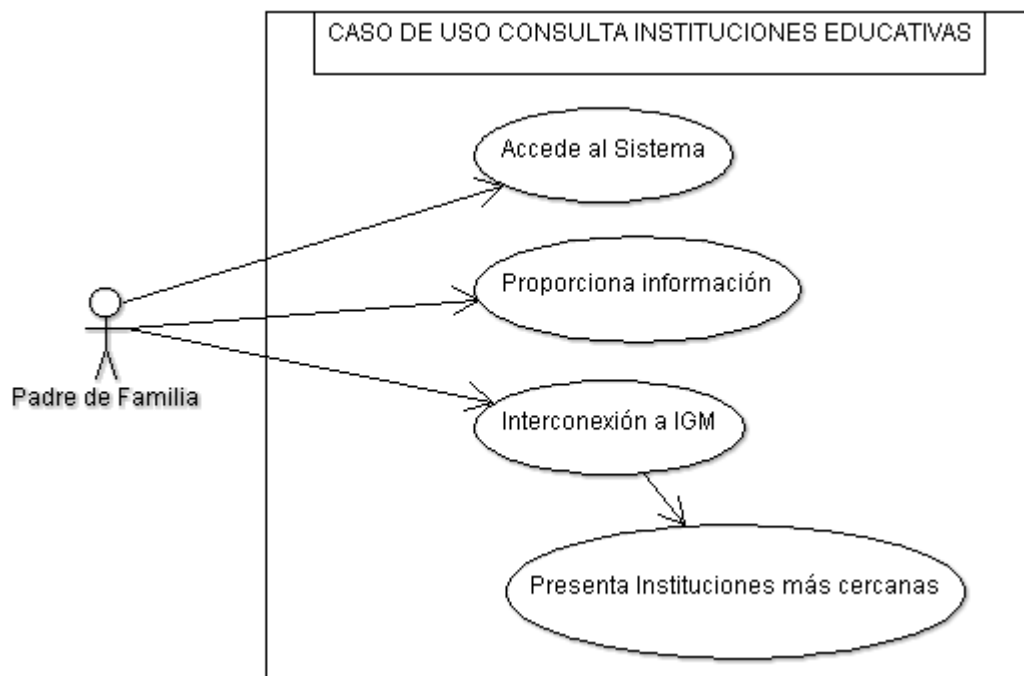 CASO DE USO CONSULTA INSTITUCIONES EDUCATIVAS
Accede al Sistema
Proporciona información
Padre de Familia
Interconexión a IGM
Presenta Instituciones más cercanas